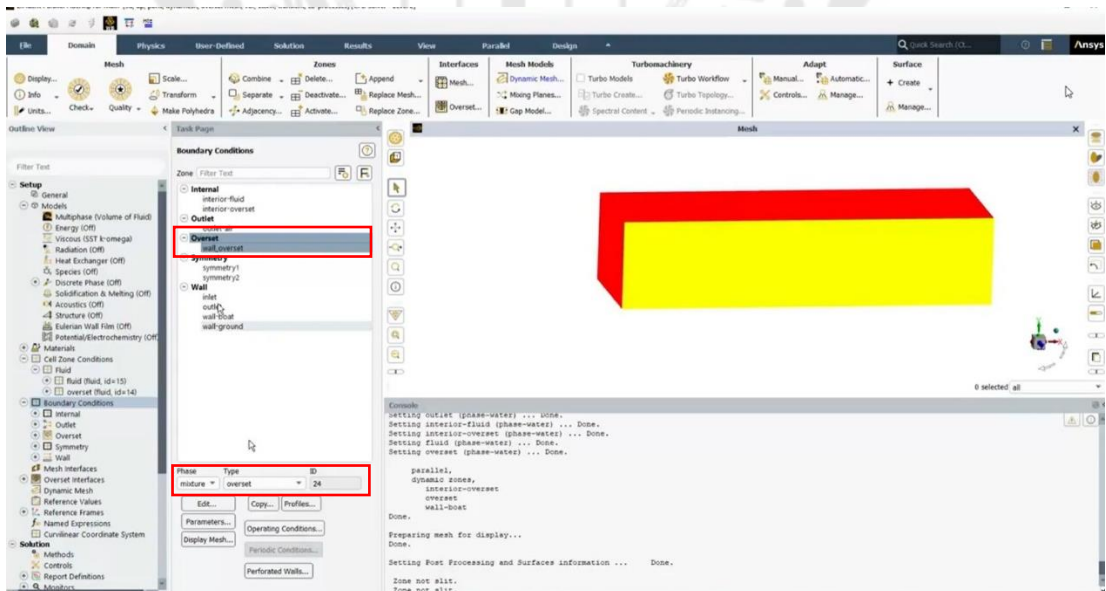 File Domain Physics User-Defined Solution Results View Parallel Design Quick Search (Ct... Ansys
Mesh Zones Interfaces Mesh Models Turbomachinery Adapt Surface
Display... Scale... Combine Delete... Append Mesh... Dynamic Mesh... Turbo Models Turbo Workflow Manual... Automatic... + Create
Info Transform Separate Deactivate... Replace Mesh... Mixing Planes... Turbo Create... Turbo Topology... Controls... Manage...
Units... Check Quality Make Polyhedra Adjacency... Activate... Replace Zone... Overset... Gap Model... Spectral Content Periodic Instancing... Manage...
Outline View
Filter Text
Setup
General
Models
Multiphase (Volume of Fluid)
Energy (Off)
Viscous (SST k-omega)
Radiation (Off)
Heat Exchanger (Off)
Species (Off)
Discrete Phase (Off)
Solidification & Melting (Off)
Acoustics (Off)
Structure (Off)
Eulerian Wall Film (Off)
Potential/Electrochemistry (Off
Materials
Cell Zone Conditions
Fluid
fluid (fluid, id=15)
overset (fluid, id=14)
Boundary Conditions
Internal
Outlet
Overset
Symmetry
Wall
Mesh Interfaces
Overset Interfaces
Dynamic Mesh
Reference Values
Reference Frames
Named Expressions
Curvilinear Coordinate System
Solution
Methods
Controls
Report Definitions
Monitors
Task Page
Boundary Conditions
Zone Filter Text
Internal
interior-fluid
interior-overset
Outlet
outlet-air
Overset
wall_overset
Symmetry
symmetry1
symmetry2
Wall
inlet
outlet
wall-boat
wall-ground
Phase Type ID
mixture overset 24
Edit... Copy... Profiles...
Parameters... Operating Conditions...
Display Mesh... Periodic Conditions...
Perforated Walls...
Mesh
0 selected all
Console
Setting outlet (phase-water) ... Done.
Setting interior-fluid (phase-water) ... Done.
Setting interior-overset (phase-water) ... Done.
Setting fluid (phase-water) ... Done.
Setting overset (phase-water) ... Done.
parallel,
dynamic zones,
interior-overset
overset
wall-boat
Done.
Preparing mesh for display...
Done.
Setting Post Processing and Surfaces information ... Done.
Zone not slit.
Zone not slit.